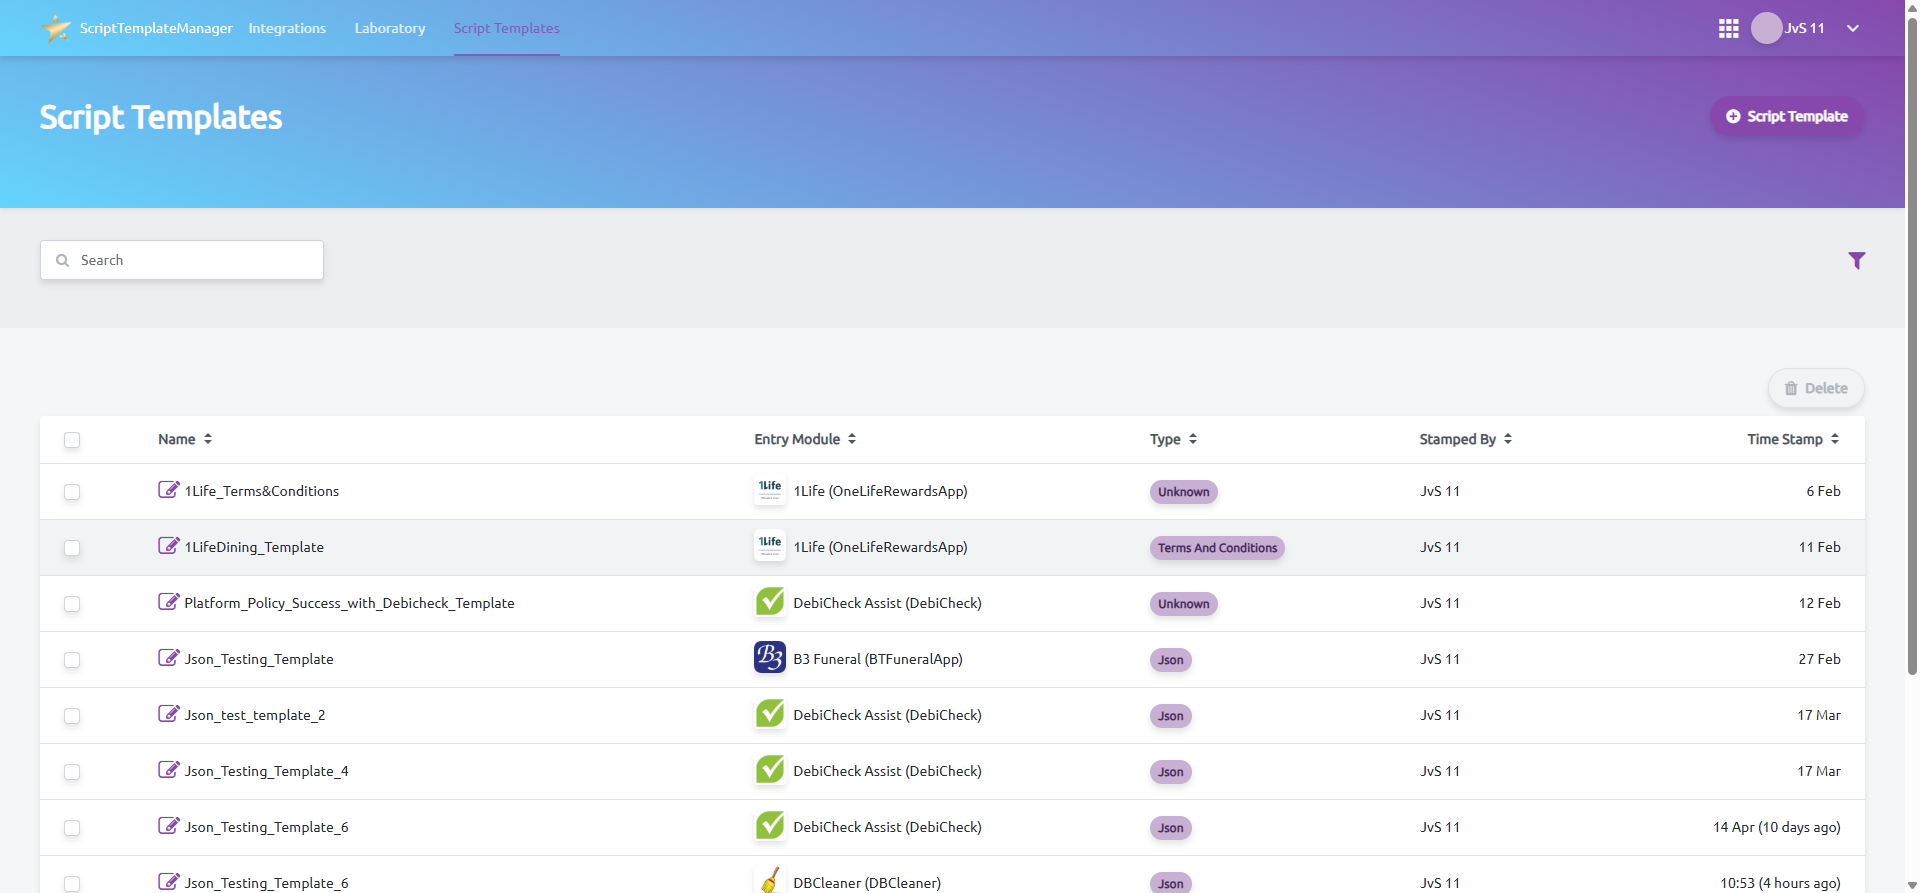 ScriptTemplateManager Integrations Laboratory Script Templates JvS 11
Script Templates
Script Template
Search
Delete
Name Entry Module Type Stamped By Time Stamp
1Life_Terms&Conditions 1Life 1Life (OneLifeRewardsApp) Unknown JvS 11 6 Feb
1LifeDining_Template 1Life 1Life (OneLifeRewardsApp) Terms And Conditions JvS 11 11 Feb
Platform_Policy_Success_with_Debicheck_Template DebiCheck Assist (DebiCheck) Unknown JvS 11 12 Feb
Json_Testing_Template B3 B3 Funeral (BTFuneralApp) Json JvS 11 27 Feb
Json_test_template_2 DebiCheck Assist (DebiCheck) Json JvS 11 17 Mar
Json_Testing_Template_4 DebiCheck Assist (DebiCheck) Json JvS 11 17 Mar
Json_Testing_Template_6 DebiCheck Assist (DebiCheck) Json JvS 11 14 Apr (10 days ago)
Json_Testing_Template_6 DBCleaner (DBCleaner) Json JvS 11 10:53 (4 hours ago)